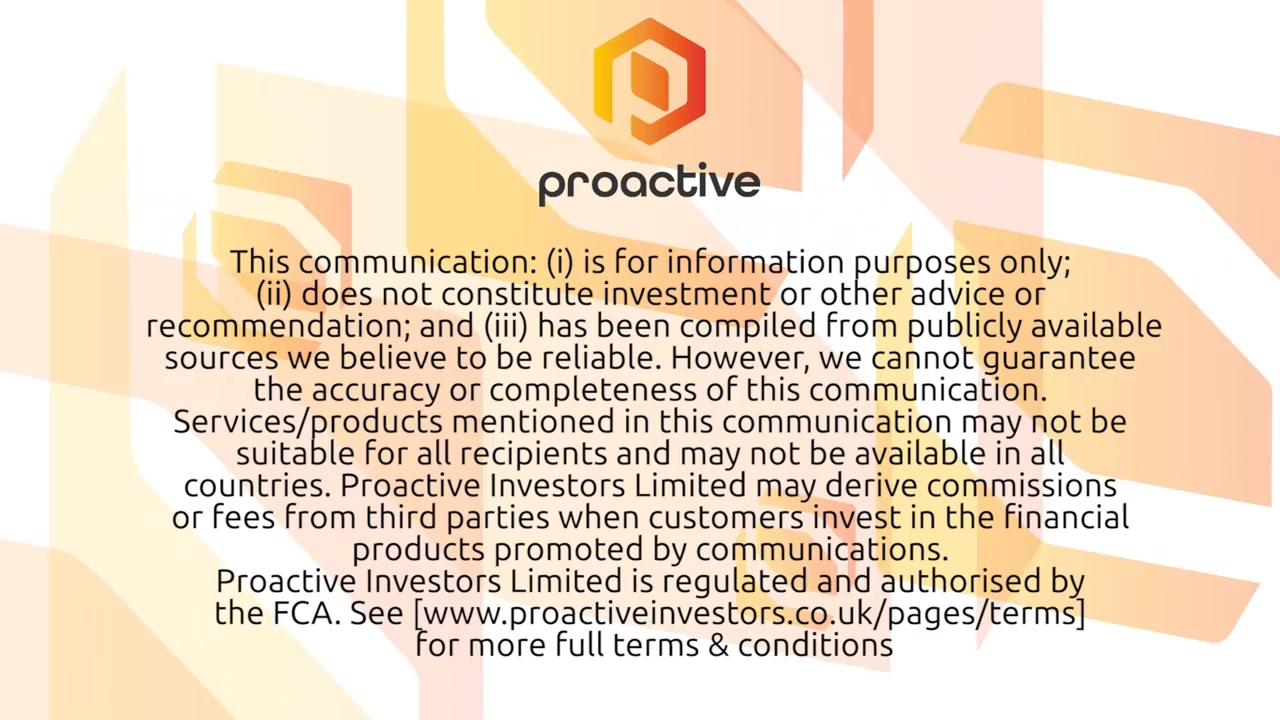 proactive
This communication: (i) is for information purposes only;
(ii) does not constitute investment or other advice or
recommendation; and (iii) has been compiled from publicly available
sources we believe to be reliable. However, we cannot guarantee
the accuracy or completeness of this communication.
Services/products mentioned in this communication may not be
suitable for all recipients and may not be available in all
countries. Proactive Investors Limited may derive commissions
or fees from third parties when customers invest in the financial
products promoted by communications.
Proactive Investors Limited is regulated and authorised by
the FCA. See [www.proactiveinvestors.co.uk/pages/terms]
for more full terms & conditions